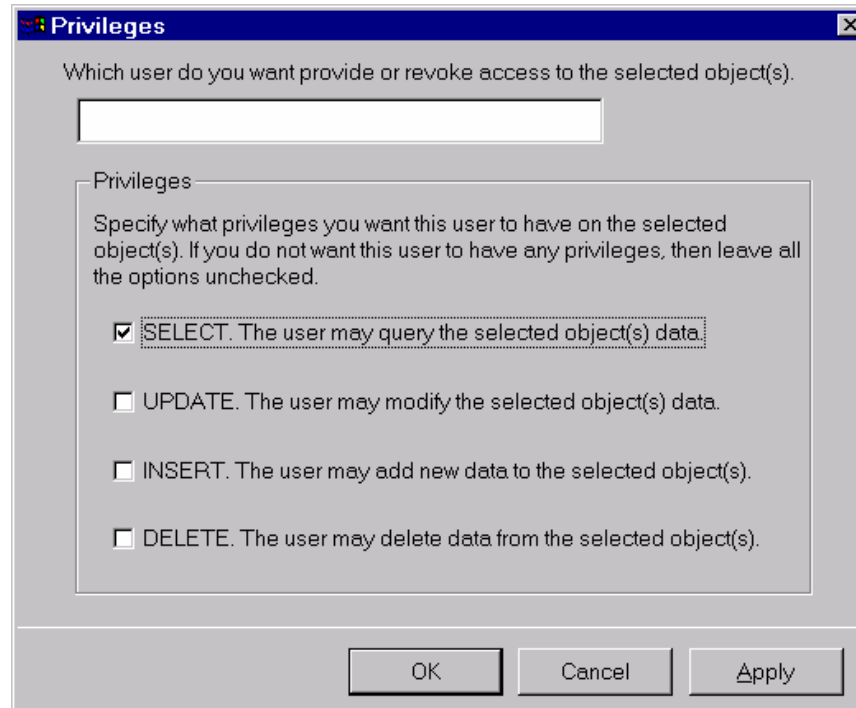 Privileges
Which user do you want provide or revoke access to the selected object(s).
Privileges
Specify what privileges you want this user to have on the selected
object(s). If you do not want this user to have any privileges, then leave all
the options unchecked.
SELECT. The user may query the selected object(s) data.
UPDATE. The user may modify the selected object(s) data.
INSERT. The user may add new data to the selected object(s).
DELETE. The user may delete data from the selected object(s).
OK
Cancel
Apply